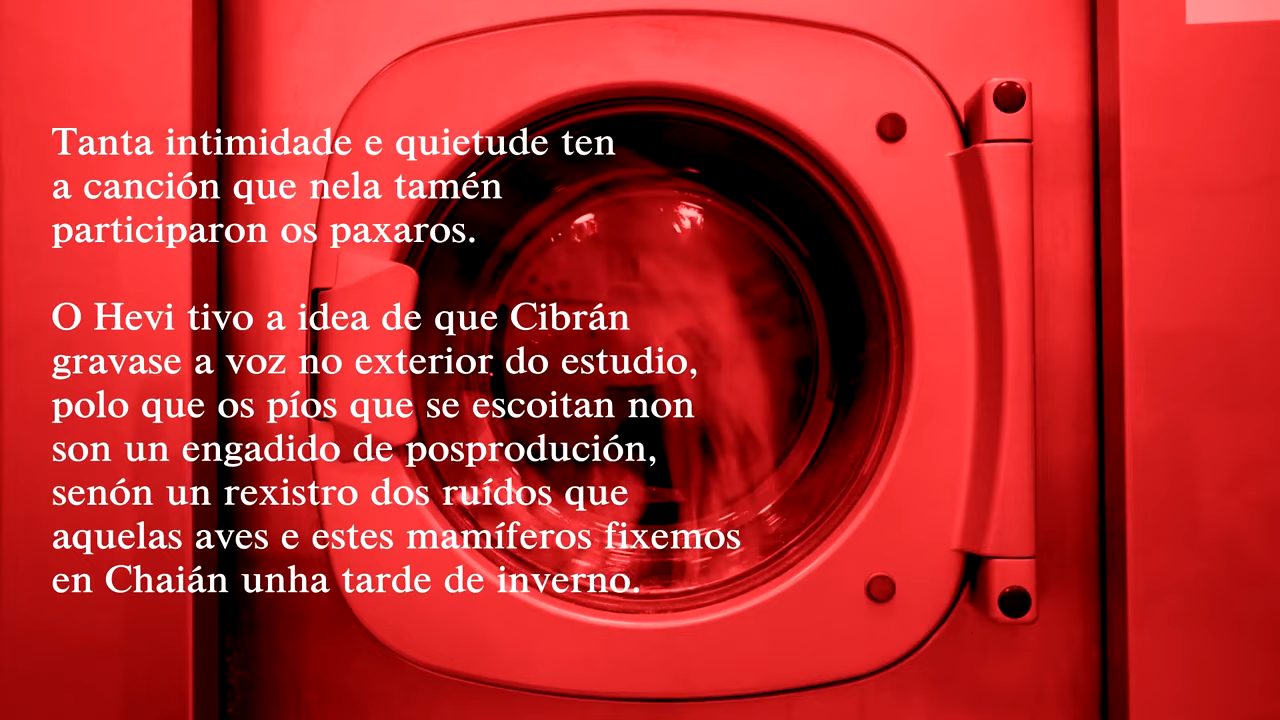 Tanta intimidade e quietude ten
a canción que nela tamén
participaron os paxaros.
O Hevi tivo a idea de que Cibrán
gravase a voz no exterior do estudio,
polo que os píos que se escoitan non
son un engadido de posprodución,
senón un rexistro dos ruídos que
aquelas aves e estes mamíferos fixemos
en Chaián unha tarde de inverno.